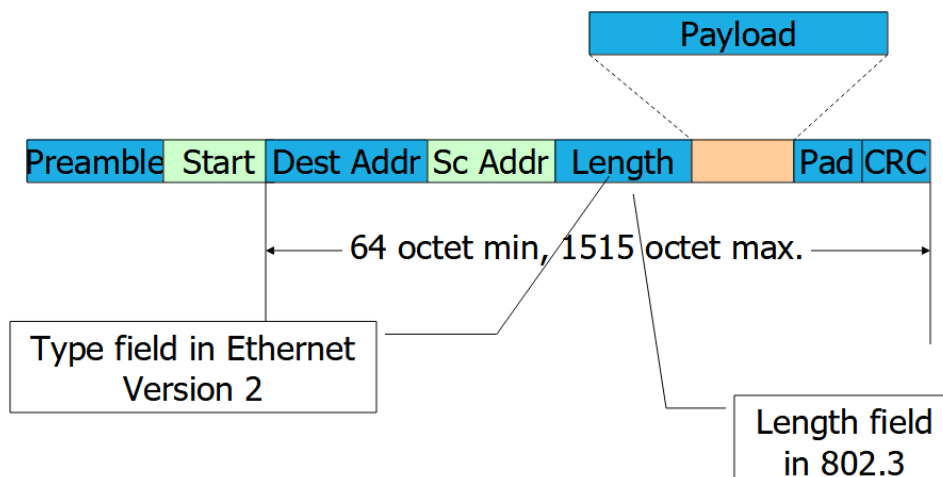 Payload
Preamble Start Dest Addr Sc Addr Length Pad CRC
64 octet min, 1515 octet max.
Type field in Ethernet
Version 2
Length field
in 802.3